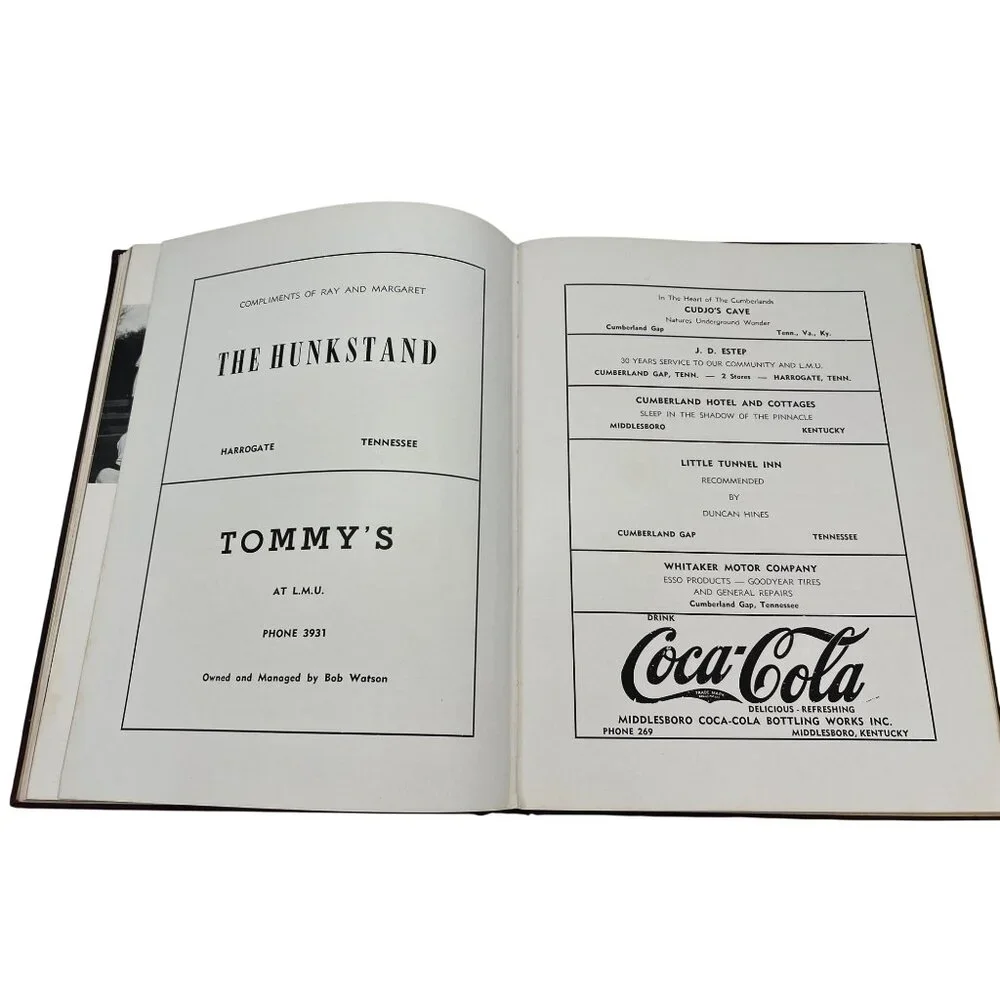 COMPLIMENTS OF RAY AND MARGARET
THE HUNKSTAND
HARROGATE TENNESSEE
TOMMY'S
AT L.M.U.
PHONE 3931
Owned and Managed by Bob Watson
In The Heart of The Cumberlands
CUDJO'S CAVE
Natures Underground Wonder
Cumberland Gap Tenn., Va., Ky.
J. D. ESTEP
30 YEARS SERVICE TO OUR COMMUNITY AND L.M.U.
CUMBERLAND GAP, TENN. — 2 Stores — HARROGATE, TENN.
CUMBERLAND HOTEL AND COTTAGES
SLEEP IN THE SHADOW OF THE PINNACLE
MIDDLESBORO KENTUCKY
LITTLE TUNNEL INN
RECOMMENDED
BY
DUNCAN HINES
CUMBERLAND GAP TENNESSEE
WHITAKER MOTOR COMPANY
ESSO PRODUCTS — GOODYEAR TIRES
AND GENERAL REPAIRS
Cumberland Gap, Tennessee
DRINK
Coca-Cola
TRADE MARK
DELICIOUS - REFRESHING
MIDDLESBORO COCA-COLA BOTTLING WORKS INC.
PHONE 269 MIDDLESBORO, KENTUCKY